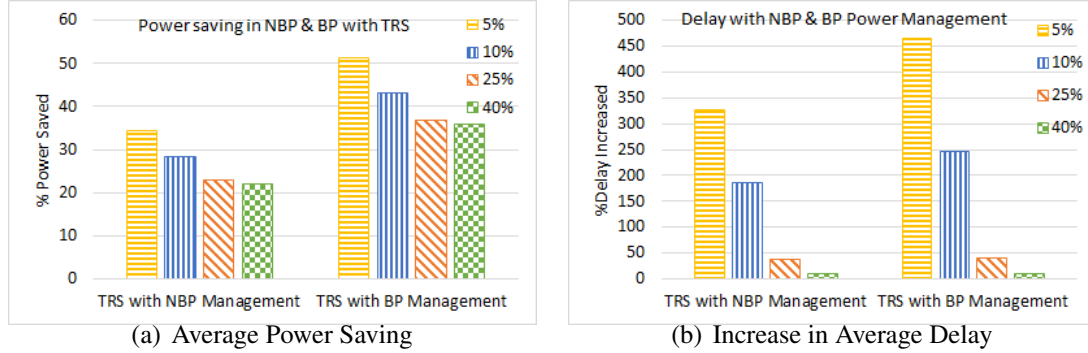 Power saving in NBP & BP with TRS
5%
10%
25%
40%
60
50
40
30
20
10
0
% Power Saved
TRS with NBP Management
TRS with BP Management
(a) Average Power Saving
Delay with NBP & BP Power Management
5%
10%
25%
40%
500
450
400
350
300
250
200
150
100
50
0
%Delay Increased
TRS with NBP Management
TRS with BP Management
(b) Increase in Average Delay